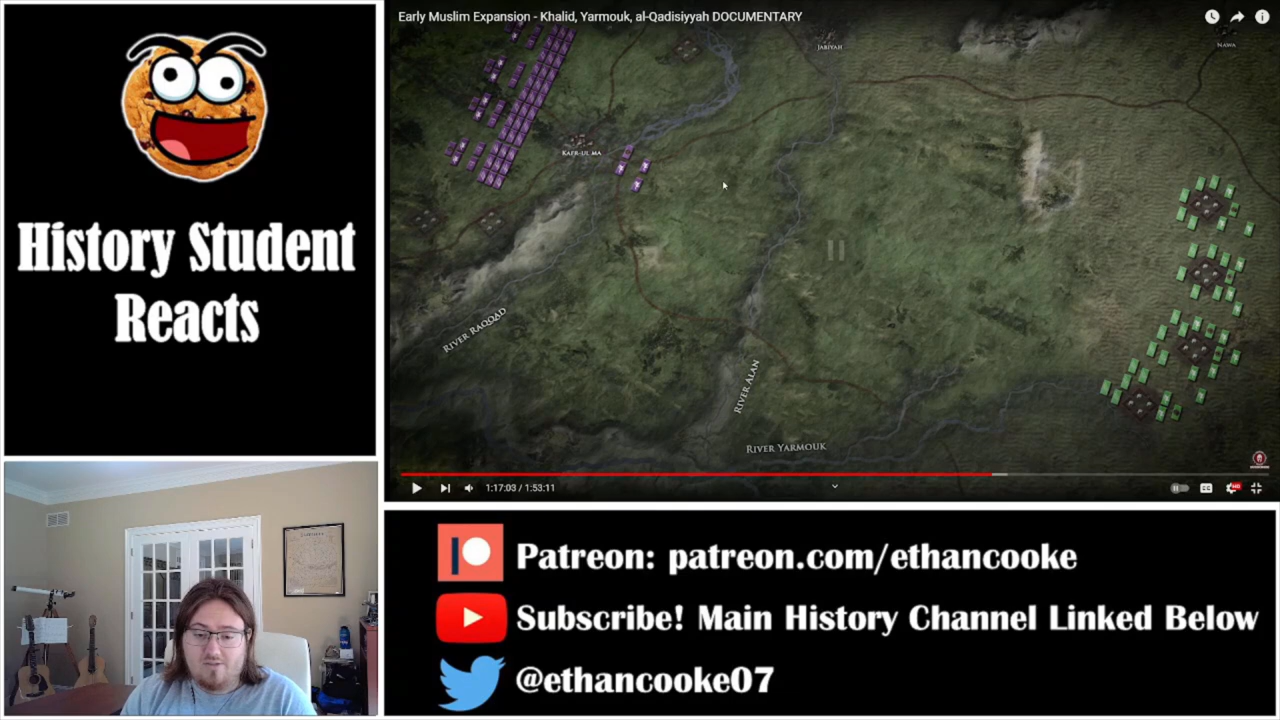 Early Muslim Expansion - Khalid, Yarmouk, al-Qadisiyyah DOCUMENTARY
Jabiyah
Nawa
Kafr-ul Ma
River Raqqad
River Alan
River Yarmouk
1:17:03 / 1:53:11
CC
HD
History Student
Reacts
Patreon: patreon.com/ethancooke
Subscribe! Main History Channel Linked Below
@ethancooke07